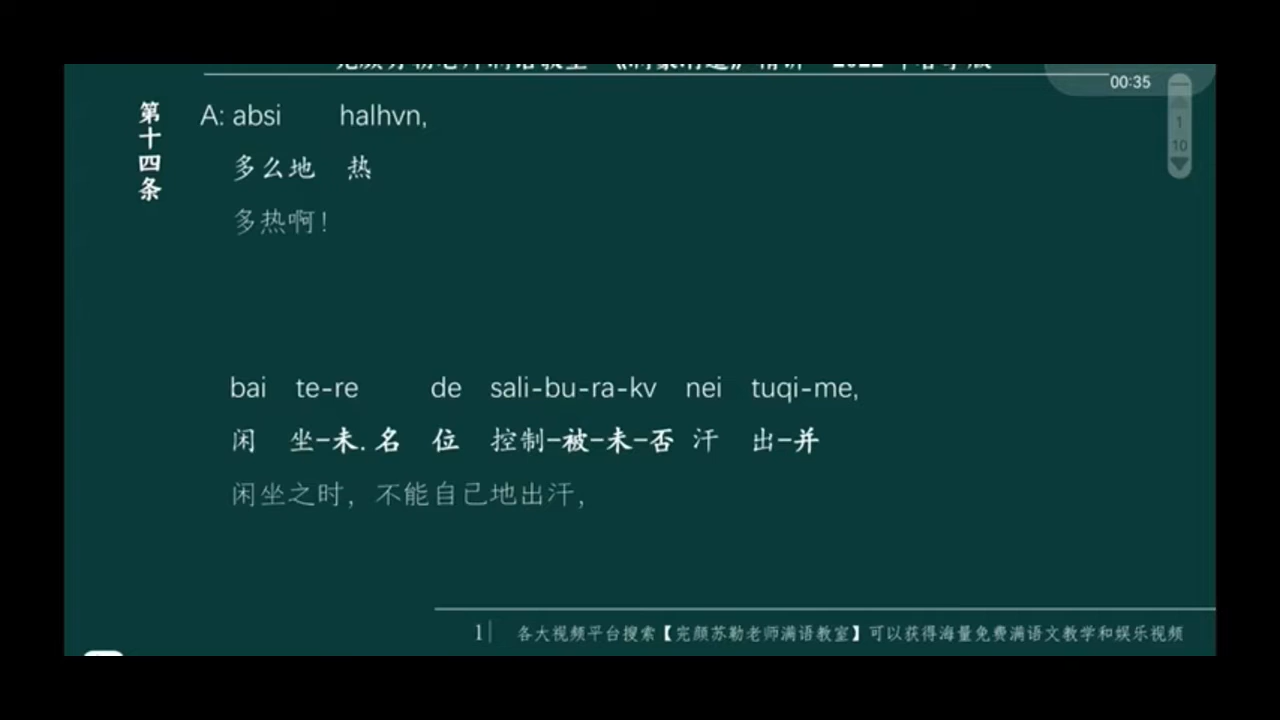 00:35
第十四条
A: absi halhvn,
多么地 热
多热啊！
1
10
bai te-re de sali-bu-ra-kv nei tuqi-me,
闲 坐-未.名 位 控制-被-未-否 汗 出-并
闲坐之时，不能自己地出汗，
1 各大视频平台搜索【完颜苏勒老师满语教室】可以获得海量免费满语文教学和娱乐视频